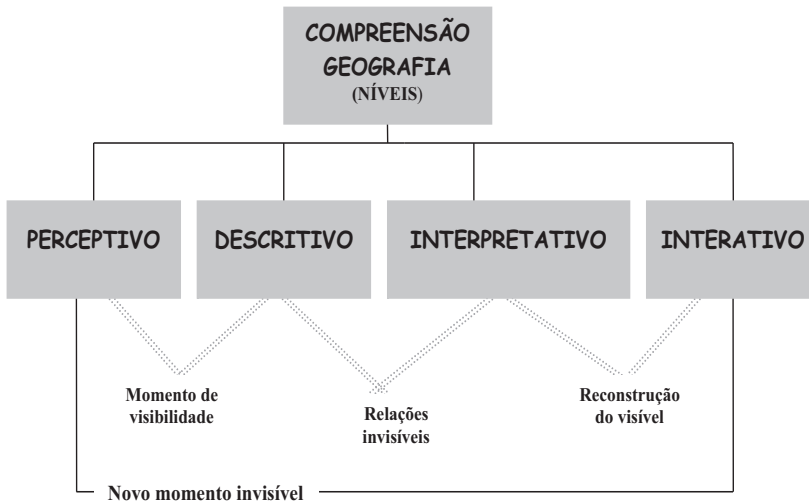 COMPREENSÃO
GEOGRAFIA
(NÍVEIS)
PERCEPTIVO
DESCRITIVO
INTERPRETATIVO
INTERATIVO
Momento de
visibilidade
Relações
invisíveis
Reconstrução
do visível
Novo momento invisível